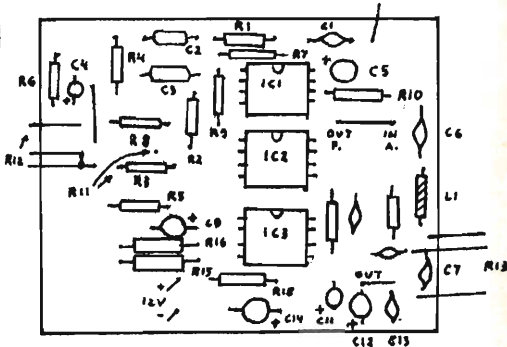 R1
C1
C2
R4
R7
C4
R6
C3
IC1
C5
R10
R9
R8
R2
OUT IN
P. A.
C6
R12
IC2
R3
R11
L1
R5
C9
IC3
R16
R13
R15
C7
OUT
12V
R18
+
-
C14
C11
C12
C13